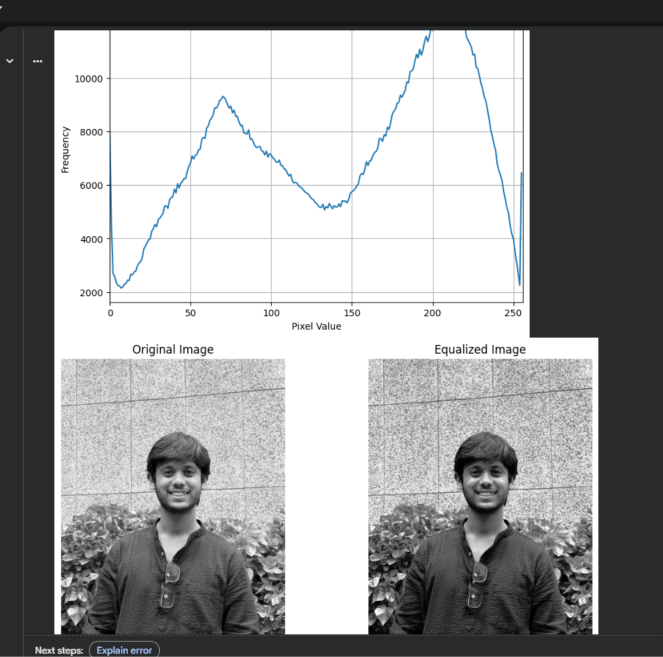 10000
8000
6000
4000
2000
Frequency
0 50 100 150 200 250
Pixel Value
Original Image Equalized Image
Next steps: Explain error